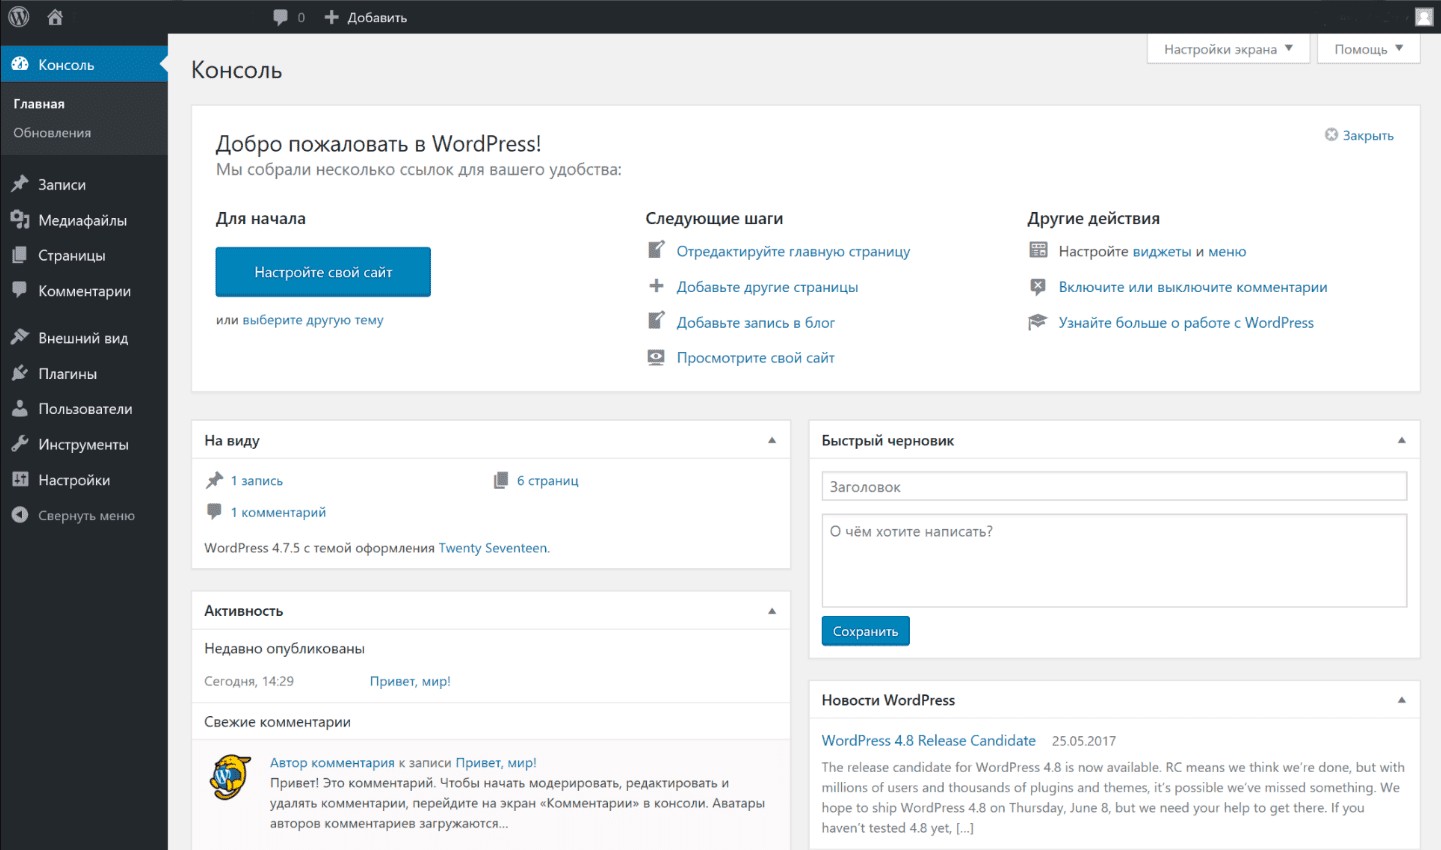 0
Добавить
Консоль
Главная
Обновления
Записи
Медиафайлы
Страницы
Комментарии
Внешний вид
Плагины
Пользователи
Инструменты
Настройки
Свернуть меню
Настройки экрана
Помощь
Консоль
Добро пожаловать в WordPress!
Мы собрали несколько ссылок для вашего удобства:
Закрыть
Для начала
Настройте свой сайт
или выберите другую тему
Следующие шаги
Отредактируйте главную страницу
Добавьте другие страницы
Добавьте запись в блог
Просмотрите свой сайт
Другие действия
Настройте виджеты и меню
Включите или выключите комментарии
Узнайте больше о работе с WordPress
На виду
1 запись
6 страниц
1 комментарий
WordPress 4.7.5 с темой оформления Twenty Seventeen.
Активность
Недавно опубликованы
Сегодня, 14:29
Привет, мир!
Свежие комментарии
Автор комментария к записи Привет, мир!
Привет! Это комментарий. Чтобы начать модерировать, редактировать и
удалять комментарии, перейдите на экран «Комментарии» в консоли. Аватары
авторов комментариев загружаются…
Быстрый черновик
Заголовок
О чём хотите написать?
Сохранить
Новости WordPress
WordPress 4.8 Release Candidate 25.05.2017
The release candidate for WordPress 4.8 is now available. RC means we think we're done, but with
millions of users and thousands of plugins and themes, it's possible we've missed something. We
hope to ship WordPress 4.8 on Thursday, June 8, but we need your help to get there. If you
haven't tested 4.8 yet, […]